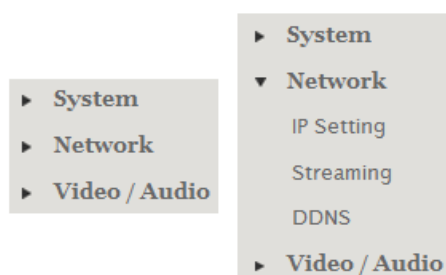 System
Network
Video / Audio
System
Network
IP Setting
Streaming
DDNS
Video / Audio